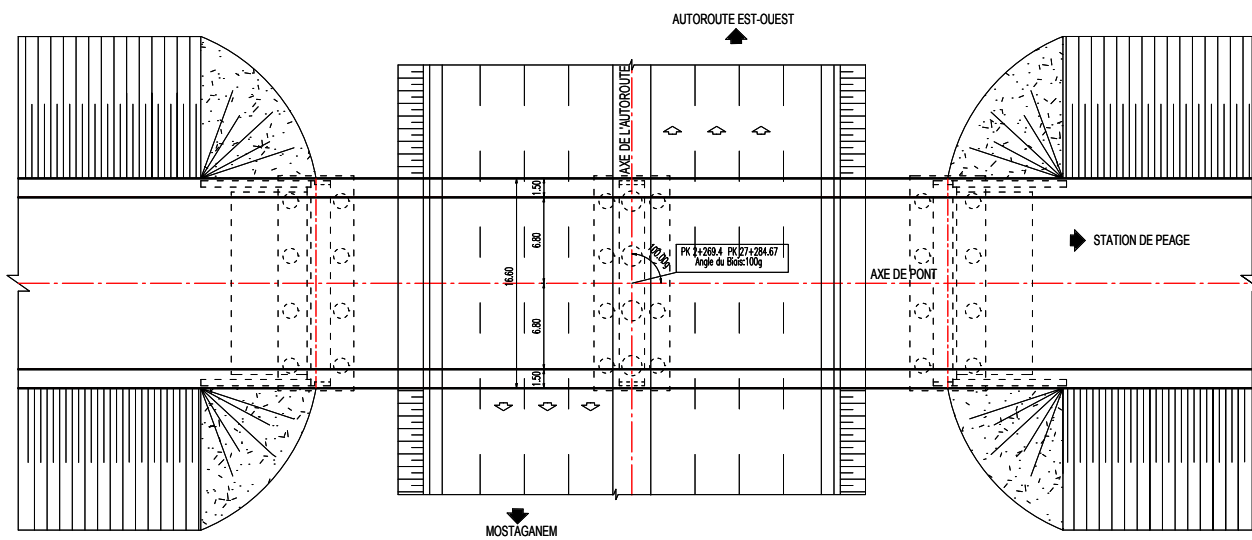 AUTOROUTE EST-OUEST
AXE DE L'AUTOROUTE
1.50
6.80
16.60
6.80
1.50
100.00g
PK 2+269.4 PK 27+284.67
Angle du Biais:100g
STATION DE PEAGE
AXE DE PONT
MOSTAGANEM